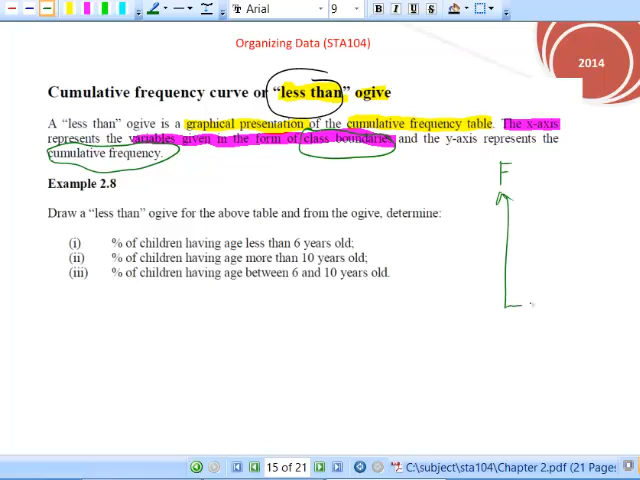 Arial 9 B I U S
Organizing Data (STA104)
2014
Cumulative frequency curve or “less than” ogive
A “less than” ogive is a graphical presentation of the cumulative frequency table. The x-axis
represents the variables given in the form of class boundaries and the y-axis represents the
cumulative frequency.
Example 2.8
F
Draw a “less than” ogive for the above table and from the ogive, determine:
(i) % of children having age less than 6 years old;
(ii) % of children having age more than 10 years old;
(iii) % of children having age between 6 and 10 years old.
15 of 21 C:\subject\sta104\Chapter 2.pdf (21 Pages